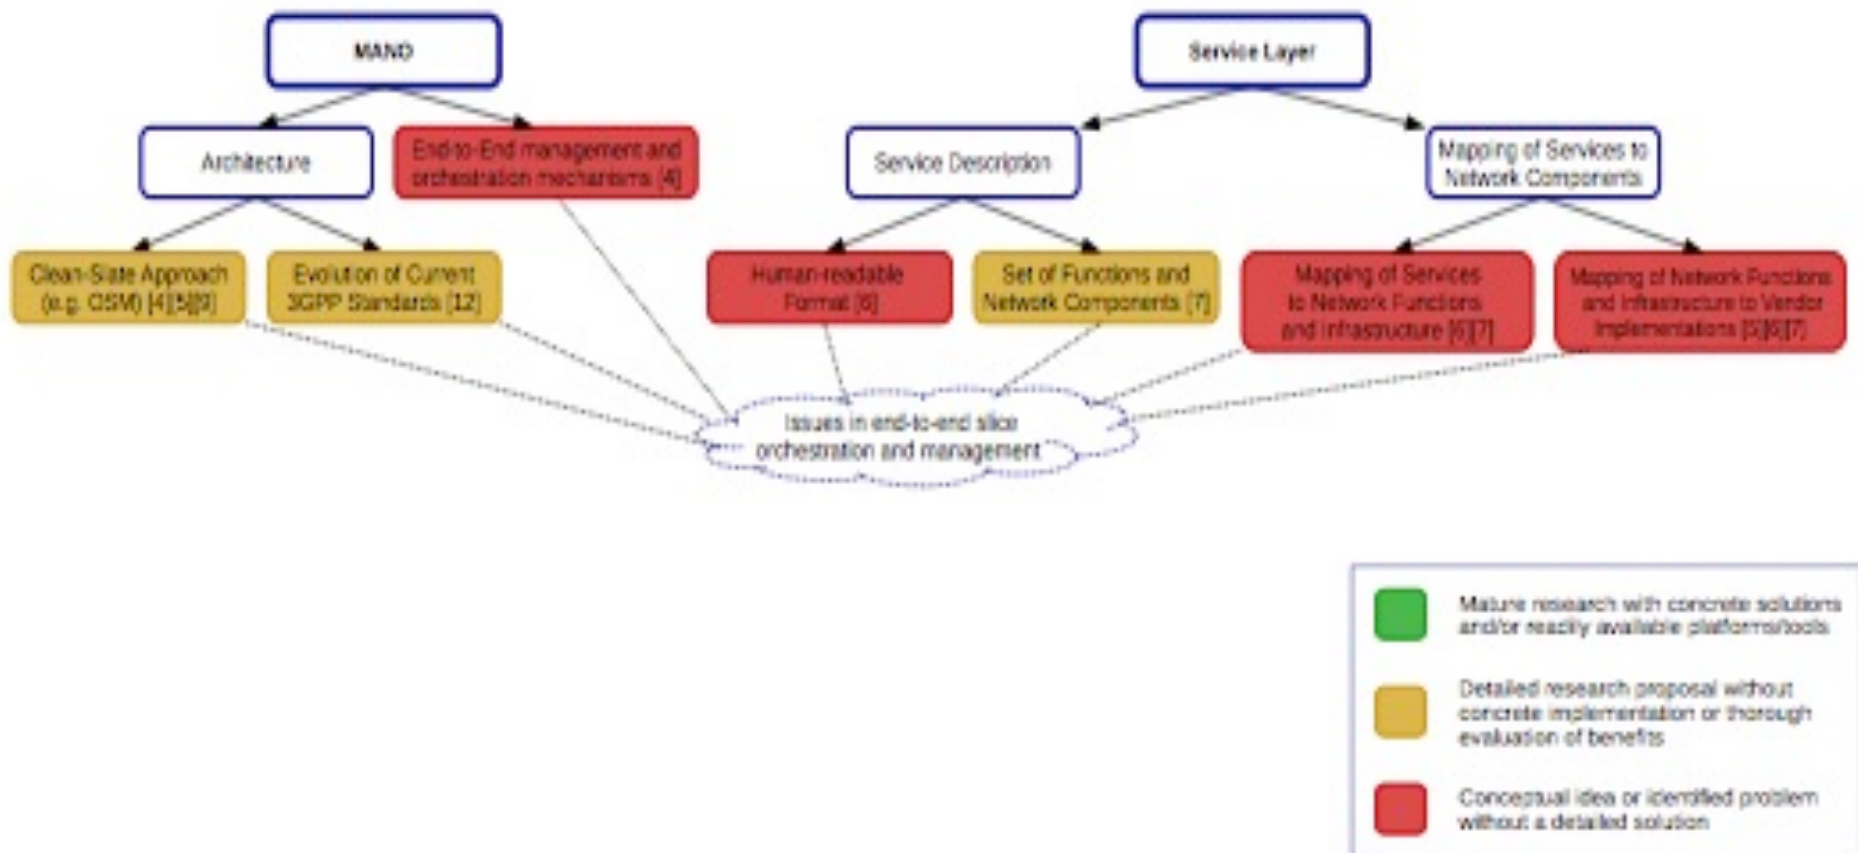 MANO
Service Layer
Architecture
End-to-End management and
orchestration mechanisms [4]
Service Description
Mapping of Services to
Network Components
Clean-Slate Approach
(e.g. OSM) [4][5][9]
Evolution of Current
3GPP Standards [12]
Human-readable
Format [6]
Set of Functions and
Network Components [7]
Mapping of Services
to Network Functions
and Infrastructure [6][7]
Mapping of Network Functions
and Infrastructure to Vendor
Implementations [5][6][7]
Issues in end-to-end slice
orchestration and management
Mature research with concrete solutions
and/or readily available platforms/tools
Detailed research proposal without
concrete implementation or thorough
evaluation of benefits
Conceptual idea or identified problem
without a detailed solution